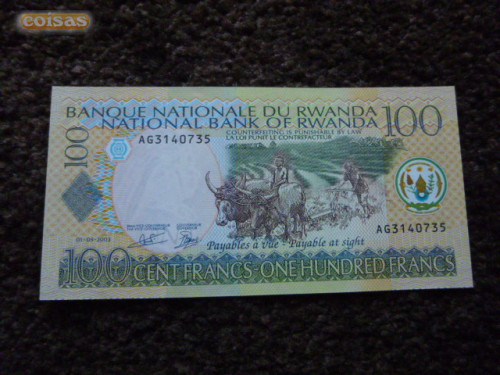 coisas
BANQUE NATIONALE DU RWANDA
NATIONAL BANK OF RWANDA
100
COUNTERFEITING IS PUNISHABLE BY LAW
LA LOI PUNIT LE CONTREFACTEUR
100
AG3140735
AG3140735
Payables à vue - Payable at sight
100 CENT FRANCS - ONE HUNDRED FRANCS